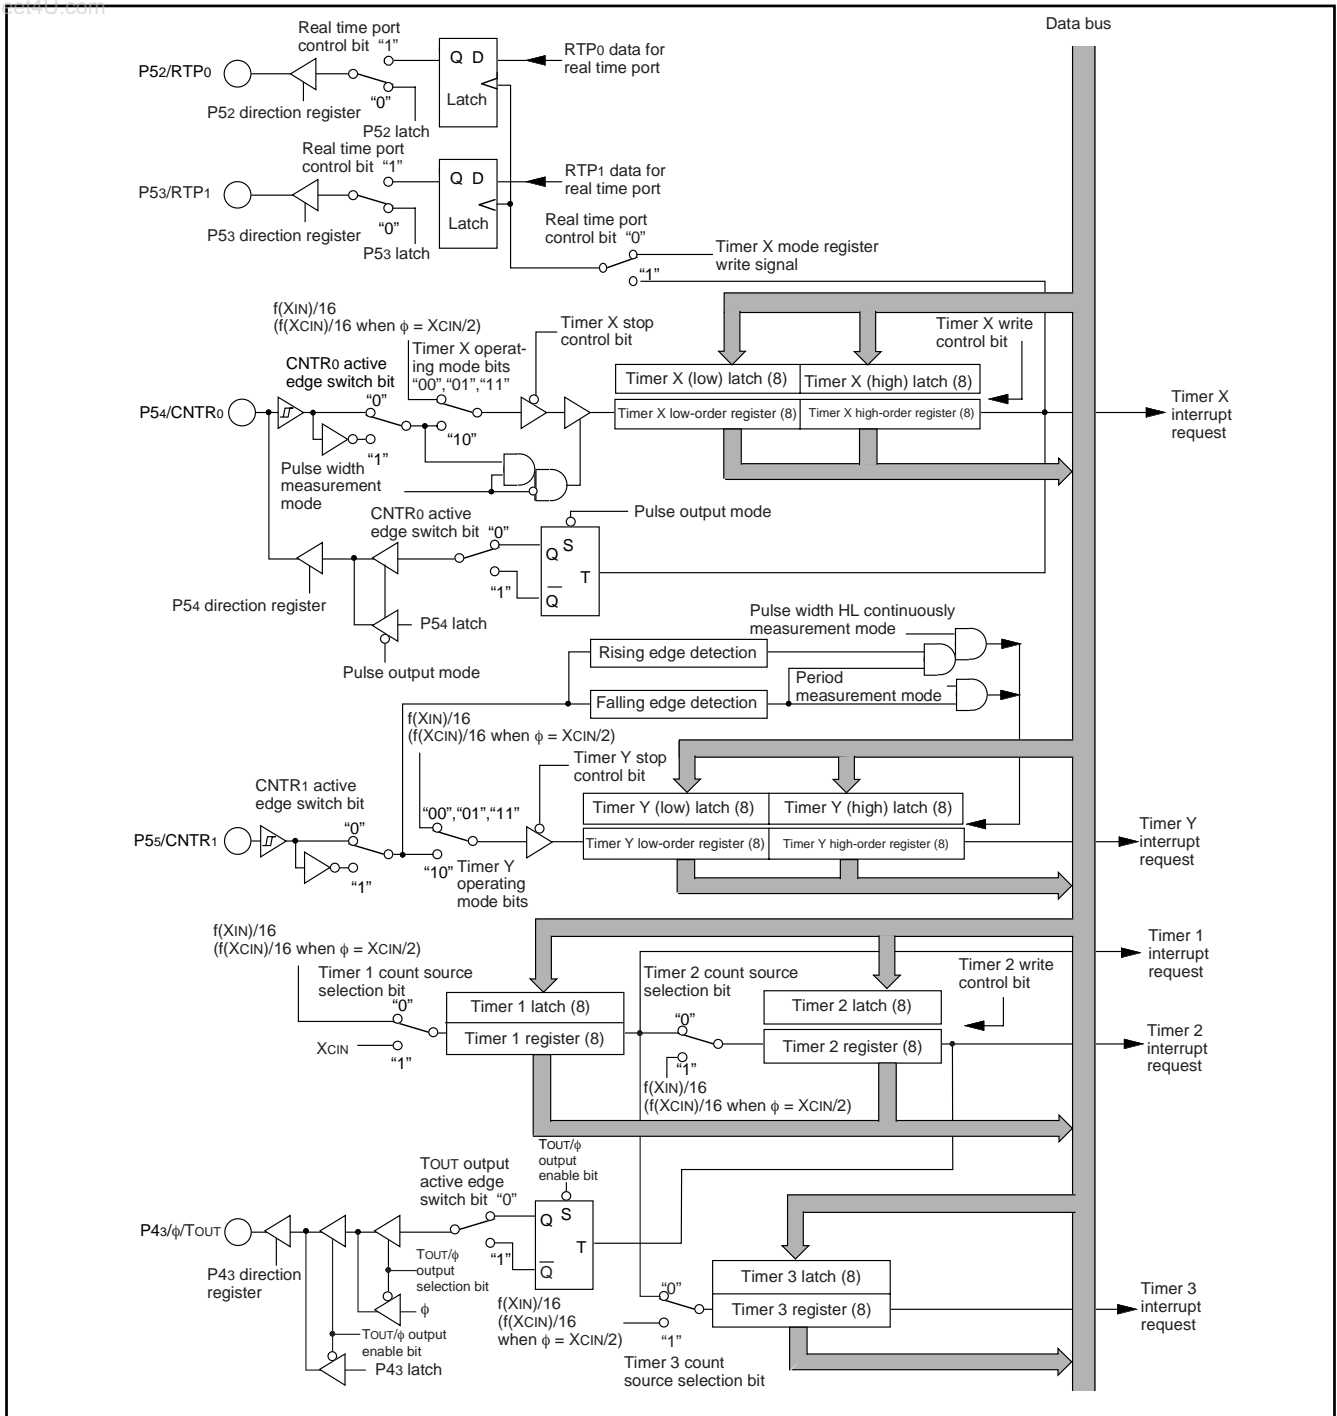 ect4U.com
Data bus
Real time port
control bit “1”
Q D
RTP0 data for
real time port
P52/RTP0
“0”
Latch
P52 direction register
P52 latch
Real time port
control bit “1”
Q D
RTP1 data for
real time port
P53/RTP1
“0”
Latch
P53 direction register
P53 latch
Real time port
control bit “0”
Timer X mode register
write signal
“1”
f(XIN)/16
(f(XCIN)/16 when φ = XCIN/2)
Timer X stop
control bit
Timer X write
control bit
CNTR0 active
edge switch bit
Timer X operat-
ing mode bits
“00”,“01”,“11”
“0”
Timer X (low) latch (8)
Timer X (high) latch (8)
P54/CNTR0
Timer X low-order register (8)
Timer X high-order register (8)
Timer X
interrupt
request
“10”
“1”
Pulse width
measurement
mode
CNTR0 active
edge switch bit “0”
Pulse output mode
Q
S
T
“1”
Q
P54 direction register
P54 latch
Pulse output mode
Pulse width HL continuously
measurement mode
Rising edge detection
Period
measurement mode
Falling edge detection
f(XIN)/16
(f(XCIN)/16 when φ = XCIN/2)
Timer Y stop
control bit
CNTR1 active
edge switch bit
“00”,“01”,“11”
Timer Y (low) latch (8)
Timer Y (high) latch (8)
“0”
P55/CNTR1
Timer Y low-order register (8)
Timer Y high-order register (8)
Timer Y
interrupt
request
“1”
“10” Timer Y
operating
mode bits
f(XIN)/16
(f(XCIN)/16 when φ = XCIN/2)
Timer 1
interrupt
request
Timer 1 count source
selection bit
“0”
Timer 2 count source
selection bit
Timer 2 write
control bit
Timer 1 latch (8)
Timer 2 latch (8)
“0”
Timer 1 register (8)
Timer 2 register (8)
Timer 2
interrupt
request
XCIN
“1”
“1”
f(XIN)/16
(f(XCIN)/16 when φ = XCIN/2)
TOUT/φ
output
enable bit
TOUT output
active edge
switch bit “0”
Q
S
T
“1”
Q
P43/φ/TOUT
P43 direction
register
TOUT/φ
output
selection bit
φ
TOUT/φ output
enable bit
P43 latch
f(XIN)/16
(f(XCIN)/16
when φ = XCIN/2)
“0”
“1”
Timer 3 latch (8)
Timer 3 register (8)
Timer 3
interrupt
request
Timer 3 count
source selection bit